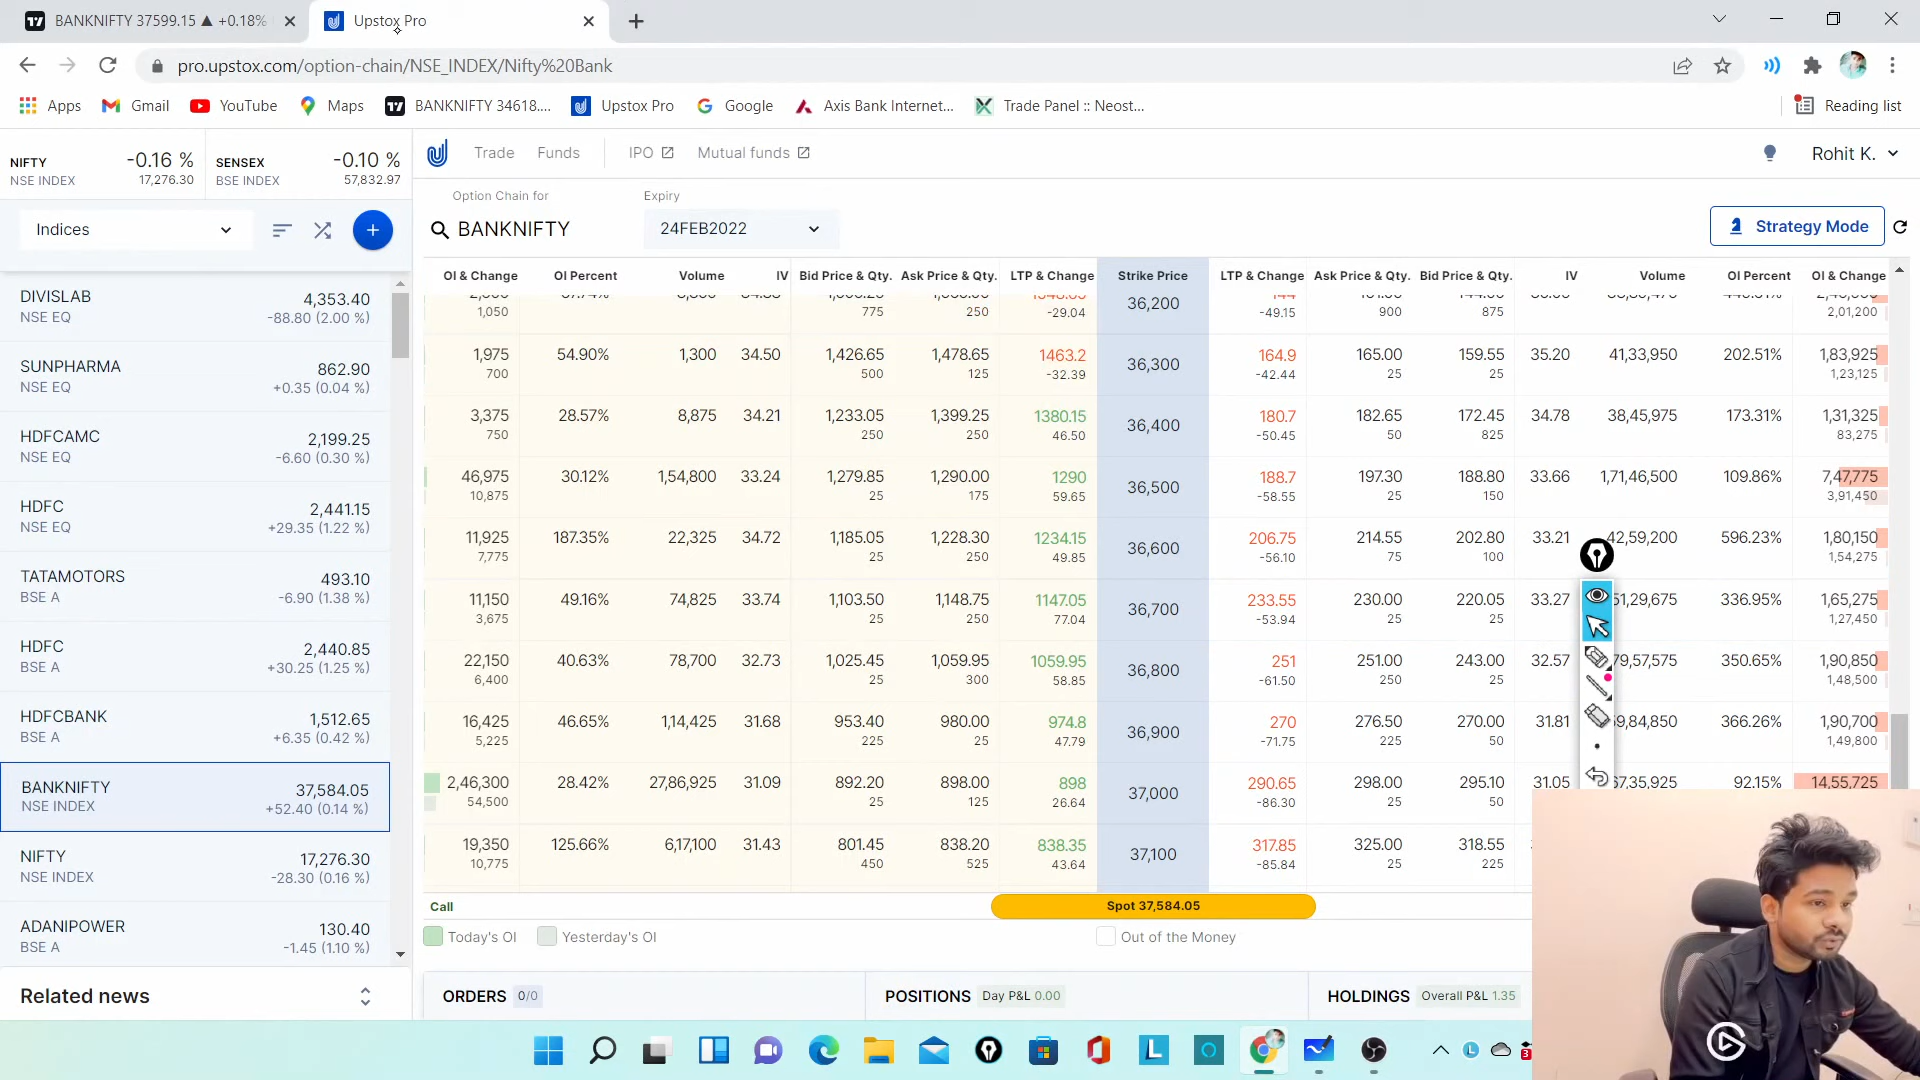 BANKNIFTY 37599.15 ▲ +0.18%
Upstox Pro
pro.upstox.com/option-chain/NSE_INDEX/Nifty%20Bank
Apps Gmail YouTube Maps BANKNIFTY 34618.... Upstox Pro Google Axis Bank Internet... Trade Panel :: Neost... Reading list
NIFTY -0.16 %
NSE INDEX 17,276.30
SENSEX -0.10 %
BSE INDEX 57,832.97
Trade Funds IPO Mutual funds
Rohit K.
Indices
Option Chain for
BANKNIFTY
Expiry
24FEB2022
Strategy Mode
DIVISLAB 4,353.40
NSE EQ -88.80 (2.00 %)
SUNPHARMA 862.90
NSE EQ +0.35 (0.04 %)
HDFCAMC 2,199.25
NSE EQ -6.60 (0.30 %)
HDFC 2,441.15
NSE EQ +29.35 (1.22 %)
TATAMOTORS 493.10
BSE A -6.90 (1.38 %)
HDFC 2,440.85
BSE A +30.25 (1.25 %)
HDFCBANK 1,512.65
BSE A +6.35 (0.42 %)
BANKNIFTY 37,584.05
NSE INDEX +52.40 (0.14 %)
NIFTY 17,276.30
NSE INDEX -28.30 (0.16 %)
ADANIPOWER 130.40
BSE A -1.45 (1.10 %)
Related news
OI & Change OI Percent Volume IV Bid Price & Qty. Ask Price & Qty. LTP & Change Strike Price LTP & Change Ask Price & Qty. Bid Price & Qty. IV Volume OI Percent OI & Change
36,200
1,050 775 250 -29.04 -49.15 900 875 2,01,200
1,975 54.90% 1,300 34.50 1,426.65 1,478.65 1463.2 36,300 164.9 165.00 159.55 35.20 41,33,950 202.51% 1,83,925
700 500 125 -32.39 -42.44 25 25 1,23,125
3,375 28.57% 8,875 34.21 1,233.05 1,399.25 1380.15 36,400 180.7 182.65 172.45 34.78 38,45,975 173.31% 1,31,325
750 250 250 46.50 -50.45 50 825 83,275
46,975 30.12% 1,54,800 33.24 1,279.85 1,290.00 1290 36,500 188.7 197.30 188.80 33.66 1,71,46,500 109.86% 7,47,775
10,875 25 175 59.65 -58.55 25 150 3,91,450
11,925 187.35% 22,325 34.72 1,185.05 1,228.30 1234.15 36,600 206.75 214.55 202.80 33.21 42,59,200 596.23% 1,80,150
7,775 25 250 49.85 -56.10 75 100 1,54,275
11,150 49.16% 74,825 33.74 1,103.50 1,148.75 1147.05 36,700 233.55 230.00 220.05 33.27 51,29,675 336.95% 1,65,275
3,675 25 250 77.04 -53.94 25 25 1,27,450
22,150 40.63% 78,700 32.73 1,025.45 1,059.95 1059.95 36,800 251 251.00 243.00 32.57 79,57,575 350.65% 1,90,850
6,400 25 300 58.85 -61.50 250 25 1,48,500
16,425 46.65% 1,14,425 31.68 953.40 980.00 974.8 36,900 270 276.50 270.00 31.81 9,84,850 366.26% 1,90,700
5,225 225 25 47.79 -71.75 225 50 1,49,800
2,46,300 28.42% 27,86,925 31.09 892.20 898.00 898 37,000 290.65 298.00 295.10 31.05 67,35,925 92.15% 14,55,725
54,500 25 125 26.64 -86.30 25 50
19,350 125.66% 6,17,100 31.43 801.45 838.20 838.35 37,100 317.85 325.00 318.55
10,775 450 525 43.64 -85.84 25 225
Call Spot 37,584.05
Today's OI Yesterday's OI Out of the Money
ORDERS 0/0 POSITIONS Day P&L 0.00 HOLDINGS Overall P&L 1.35